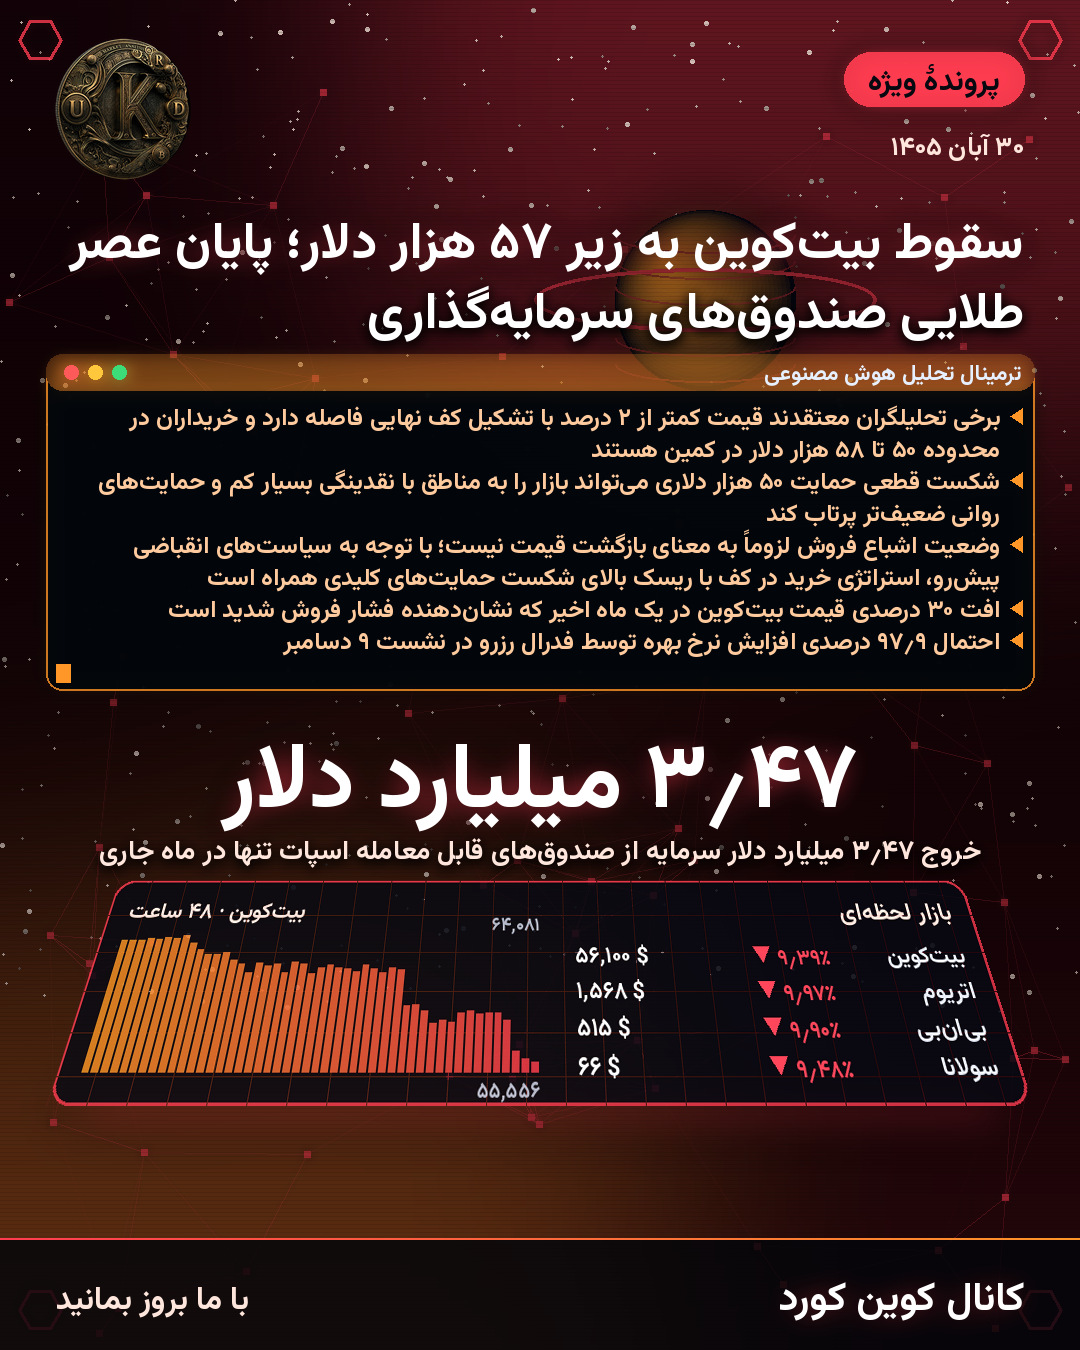 پروندهٔ ویژه
۳۰ آبان ۱۴۰۵
سقوط بیت‌کوین به زیر ۵۷ هزار دلار؛ پایان عصر
طلایی صندوق‌های سرمایه‌گذاری
ترمینال تحلیل هوش مصنوعی
برخی تحلیلگران معتقدند قیمت کمتر از ۲ درصد با تشکیل کف نهایی فاصله دارد و خریداران در
محدوده ۵۰ تا ۵۸ هزار دلار در کمین هستند
شکست قطعی حمایت ۵۰ هزار دلاری می‌تواند بازار را به مناطق با نقدینگی بسیار کم و حمایت‌های
روانی ضعیف‌تر پرتاب کند
وضعیت اشباع فروش لزوماً به معنای بازگشت قیمت نیست؛ با توجه به سیاست‌های انقباضی
پیش‌رو، استراتژی خرید در کف با ریسک بالای شکست حمایت‌های کلیدی همراه است
افت ۳۰ درصدی قیمت بیت‌کوین در یک ماه اخیر که نشان‌دهنده فشار فروش شدید است
احتمال ۹۷٫۹ درصدی افزایش نرخ بهره توسط فدرال رزرو در نشست ۹ دسامبر
۳٫۴۷ میلیارد دلار
خروج ۳٫۴۷ میلیارد دلار سرمایه از صندوق‌های قابل معامله اسپات تنها در ماه جاری
بازار لحظه‌ای
بیت‌کوین · ۴۸ ساعت
۶۴,۰۸۱
بیت‌کوین ۹٫۳۹٪ ۵۶,۱۰۰ $
اتریوم ۹٫۹۷٪ ۱,۵۶۸ $
بی‌ان‌بی ۹٫۹۰٪ ۵۱۵ $
سولانا ۹٫۴۸٪ ۶۶ $
۵۵,۵۵۶
کانال کوین کورد
با ما بروز بمانید